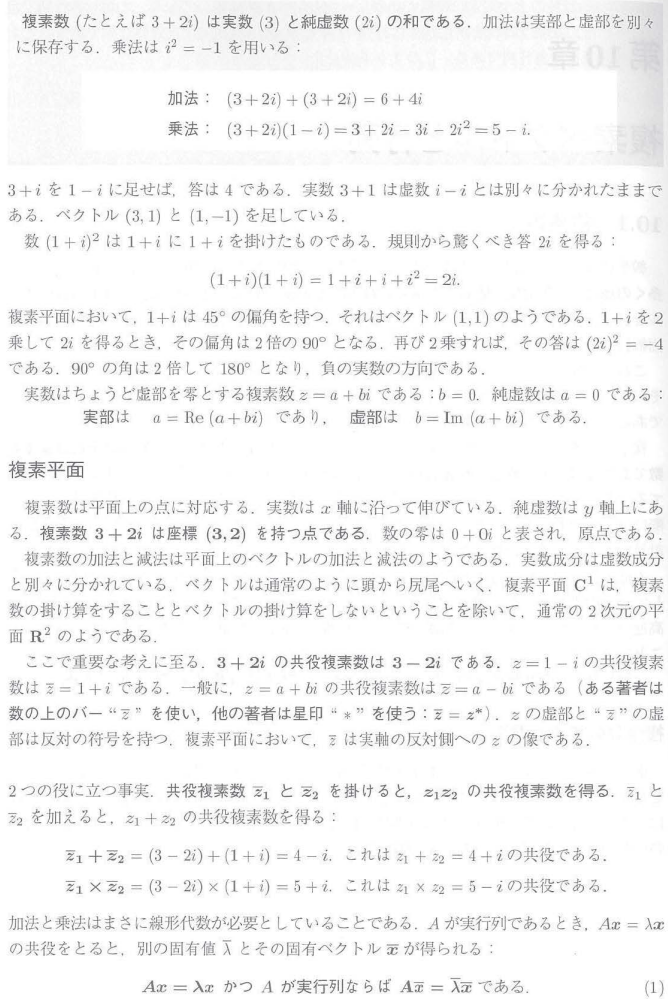 複素数 (たとえば 3 + 2i) は実数 (3) と純虚数 (2i) の和である．加法は実部と虚部を別々
に保存する．乗法は i² = −1 を用いる：
加法： (3 + 2i) + (3 + 2i) = 6 + 4i
乗法： (3 + 2i)(1 − i) = 3 + 2i − 3i − 2i² = 5 − i.
3 + i を 1 − i に足せば，答は 4 である．実数 3 + 1 は虚数 i − i とは別々に分かれたままで
ある．ベクトル (3, 1) と (1, −1) を足している．
数 (1 + i)² は 1 + i に 1 + i を掛けたものである．規則から驚くべき答 2i を得る：
(1 + i)(1 + i) = 1 + i + i + i² = 2i.
複素平面において，1 + i は 45° の偏角を持つ．それはベクトル (1, 1) のようである．1 + i を 2
乗して 2i を得るとき，その偏角は 2 倍の 90° となる．再び 2 乗すれば，その答は (2i)² = −4
である．90° の角は 2 倍して 180° となり，負の実数の方向である．
実数はちょうど虚部を零とする複素数 z = a + bi である：b = 0. 純虚数は a = 0 である：
実部は a = Re (a + bi) であり， 虚部は b = Im (a + bi) である．
複素平面
複素数は平面上の点に対応する．実数は x 軸に沿って伸びている．純虚数は y 軸上にあ
る．複素数 3 + 2i は座標 (3, 2) を持つ点である．数の零は 0 + 0i と表され，原点である．
複素数の加法と減法は平面上のベクトルの加法と減法のようである．実数成分は虚数成分
と別々に分かれている．ベクトルは通常のように頭から尻尾へいく．複素平面 C¹ は，複素
数の掛け算をすることとベクトルの掛け算をしないということを除いて，通常の 2 次元の平
面 R² のようである．
ここで重要な考えに至る．3 + 2i の共役複素数は 3 − 2i である．z = 1 − i の共役複素
数は z̅ = 1 + i である．一般に，z = a + bi の共役複素数は z̅ = a − bi である（ある著者は
数の上のバー “ z̅ ” を使い，他の著者は星印 “ * ” を使う：z̅ = z*）．z の虚部と “ z̅ ” の虚
部は反対の符号を持つ．複素平面において，z̅ は実軸の反対側への z の像である．
2 つの役に立つ事実．共役複素数 z̅₁ と z̅₂ を掛けると，z₁z₂ の共役複素数を得る．z̅₁ と
z̅₂ を加えると，z₁ + z₂ の共役複素数を得る：
z̅₁ + z̅₂ = (3 − 2i) + (1 + i) = 4 − i. これは z₁ + z₂ = 4 + i の共役である．
z̅₁ × z̅₂ = (3 − 2i) × (1 + i) = 5 + i. これは z₁ × z₂ = 5 − i の共役である．
加法と乗法はまさに線形代数が必要としていることである．A が実行列であるとき，Ax = λx
の共役をとると，別の固有値 λ̅ とその固有ベクトル x̅ が得られる：
Ax = λx かつ A が実行列ならば Ax̅ = λ̅x̅ である． (1)